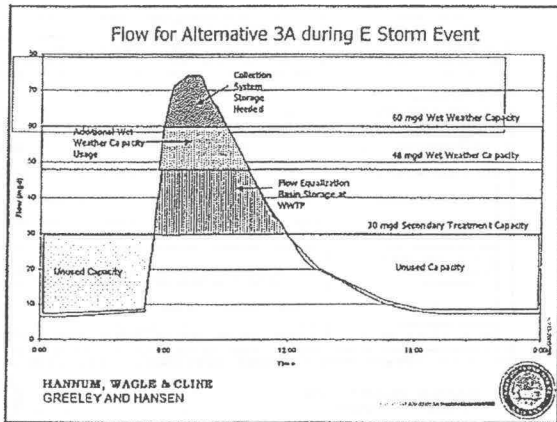 Flow for Alternative 3A during E Storm Event
80
70
60
50
40
30
20
10
0
Flow (mgd)
Collection
System
Storage
Needed
60 mgd Wet Weather Capacity
Additional Wet
Weather Capacity
Usage
48 mgd Wet Weather Capacity
Flow Equalization
Basin Storage at
WWTP
30 mgd Secondary Treatment Capacity
Unused Capacity
Unused Capacity
0:00
12:00
0:00
Time
HANNUM, WAGLE & CLINE
GREELEY AND HANSEN